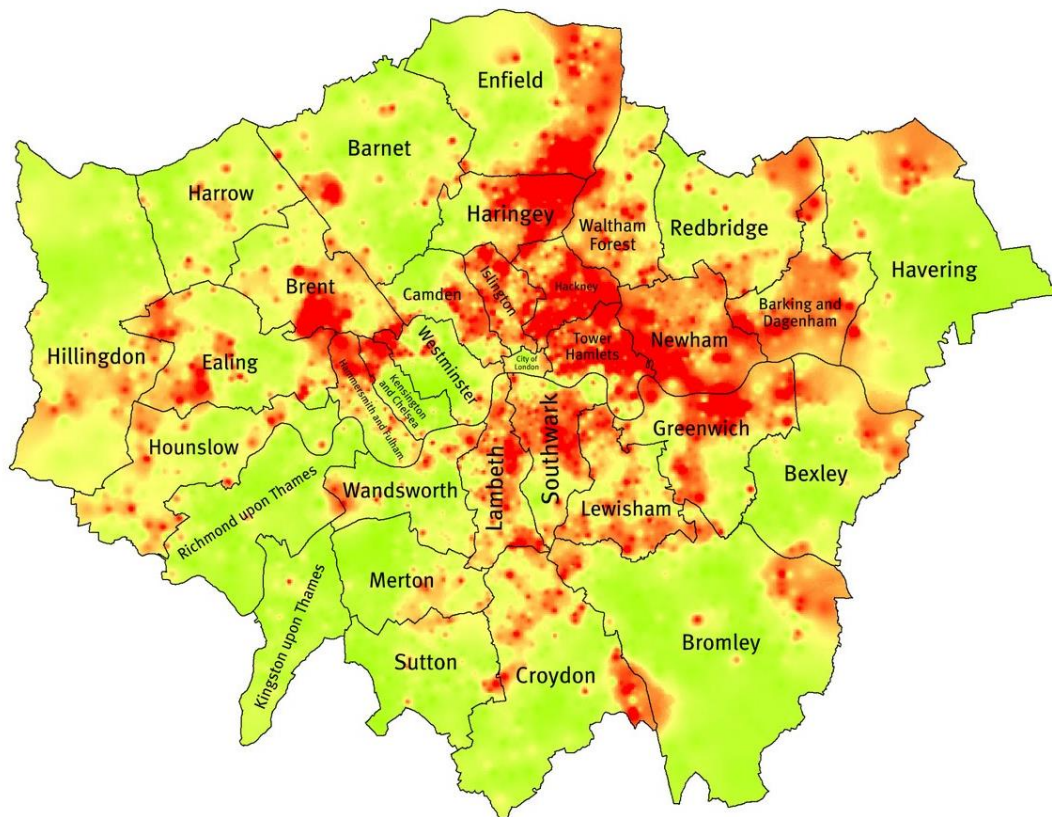 Enfield
Barnet
Harrow
Haringey
Waltham
Forest
Redbridge
Havering
Brent
Camden
Islington
Hackney
Barking and
Dagenham
Hillingdon
Ealing
Westminster
City of
London
Tower
Hamlets
Newham
Hammersmith and Fulham
Kensington
and Chelsea
Hounslow
Greenwich
Bexley
Richmond upon Thames
Wandsworth
Lambeth
Southwark
Lewisham
Kingston upon Thames
Merton
Sutton
Croydon
Bromley